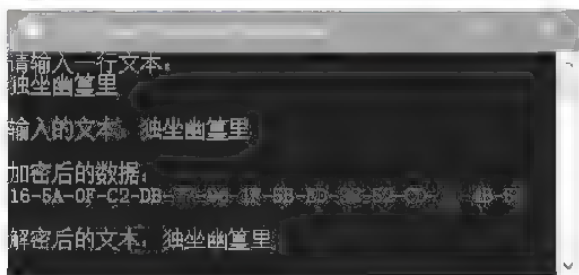 请输入一行文本:
独坐幽篁里
输入的文本: 独坐幽篁里
加密后的数据:
16-5A-0F-C2-DB-
解密后的文本: 独坐幽篁里